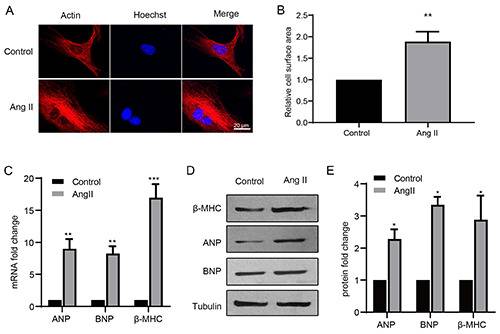 A
Actin
Hoechst
Merge
Control
Ang II
20 μm
B
Relative cell surface area
2.5
2.0
1.5
1.0
0.5
0.0
**
Control
Ang II
C
Control
AngII
mRNA fold change
20
15
10
5
0
**
**
***
ANP
BNP
β-MHC
D
Control
Ang II
β-MHC
ANP
BNP
Tubulin
E
Control
AngII
protein fold change
4
3
2
1
0
*
*
*
ANP
BNP
β-MHC